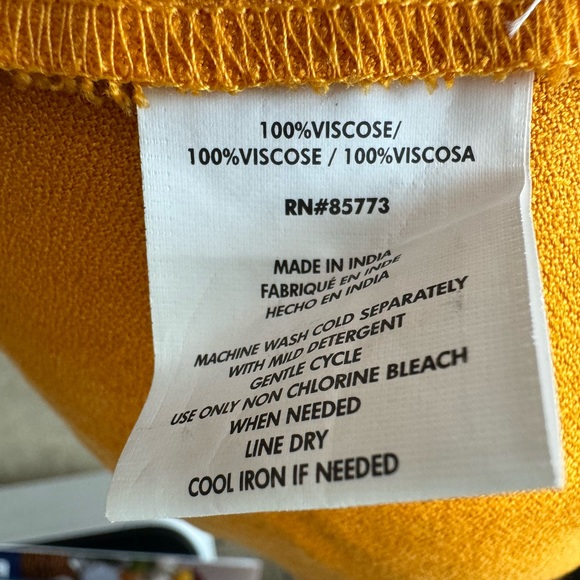 100%VISCOSE/
100%VISCOSE / 100%VISCOSA
RN#85773
MADE IN INDIA
FABRIQUÉ EN INDE
HECHO EN INDIA
MACHINE WASH COLD SEPARATELY
WITH MILD DETERGENT
GENTLE CYCLE
USE ONLY NON CHLORINE BLEACH
WHEN NEEDED
LINE DRY
COOL IRON IF NEEDED